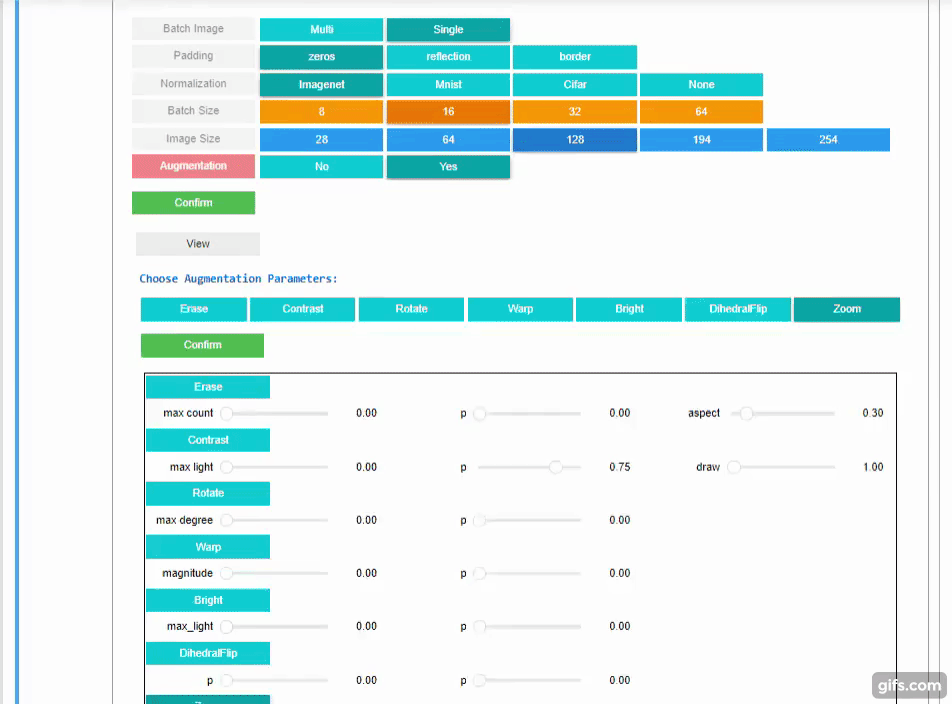 Batch Image Multi Single
Padding zeros reflection border
Normalization Imagenet Mnist Cifar None
Batch Size 8 16 32 64
Image Size 28 64 128 194 254
Augmentation No Yes
Confirm
View
Choose Augmentation Parameters:
Erase Contrast Rotate Warp Bright DihedralFlip Zoom
Confirm
Erase
max count 0.00 p 0.00 aspect 0.30
Contrast
max light 0.00 p 0.75 draw 1.00
Rotate
max degree 0.00 p 0.00
Warp
magnitude 0.00 p 0.00
Bright
max_light 0.00 p 0.00
DihedralFlip
p 0.00 p 0.00
gifs.com